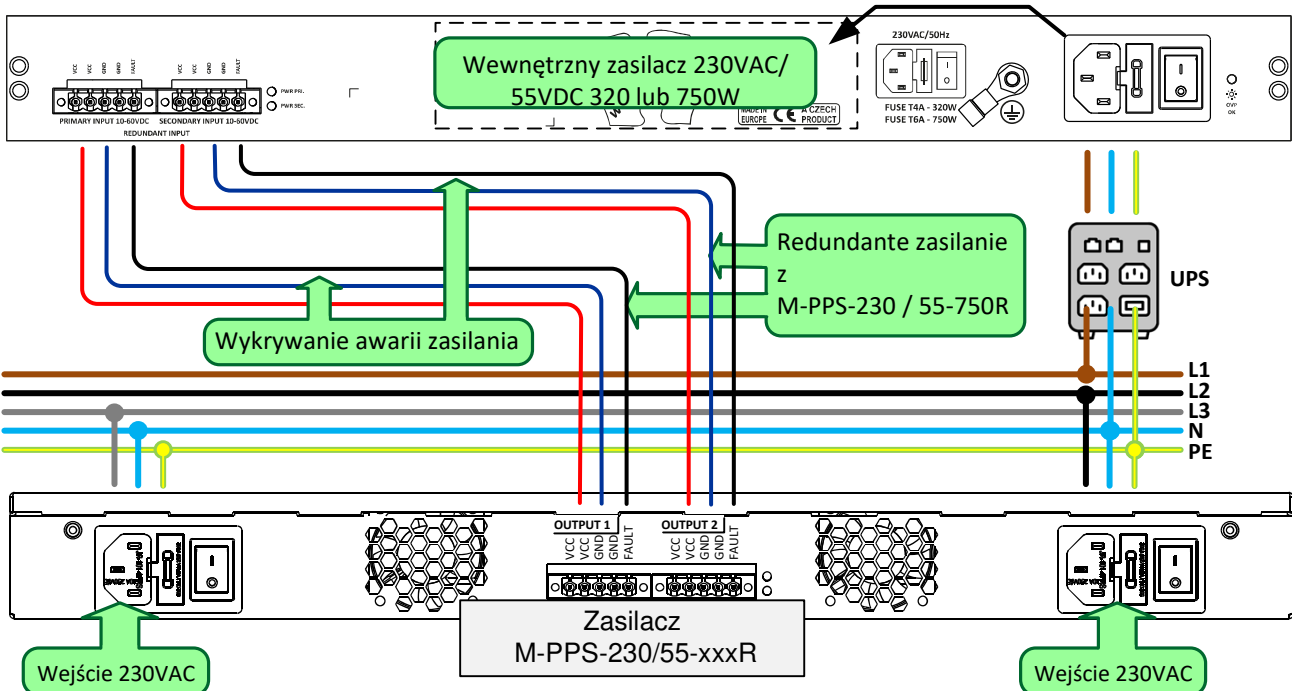 230VAC/50Hz
Wewnętrzny zasilacz 230VAC/
55VDC 320 lub 750W
VCC VCC GND GND FAULT
VCC VCC GND GND FAULT
PWR PRI.
PWR SEC.
PRIMARY INPUT 10-60VDC
SECONDARY INPUT 10-60VDC
REDUNDANT INPUT
MADE IN
EUROPE
CE
A CZECH
PRODUCT
FUSE T4A - 320W
FUSE T6A - 750W
OVP
OK
Redundante zasilanie
z
M-PPS-230 / 55-750R
UPS
Wykrywanie awarii zasilania
L1
L2
L3
N
PE
OUTPUT 1
OUTPUT 2
VCC VCC GND GND FAULT
VCC VCC GND GND FAULT
Zasilacz
M-PPS-230/55-xxxR
Wejście 230VAC
Wejście 230VAC